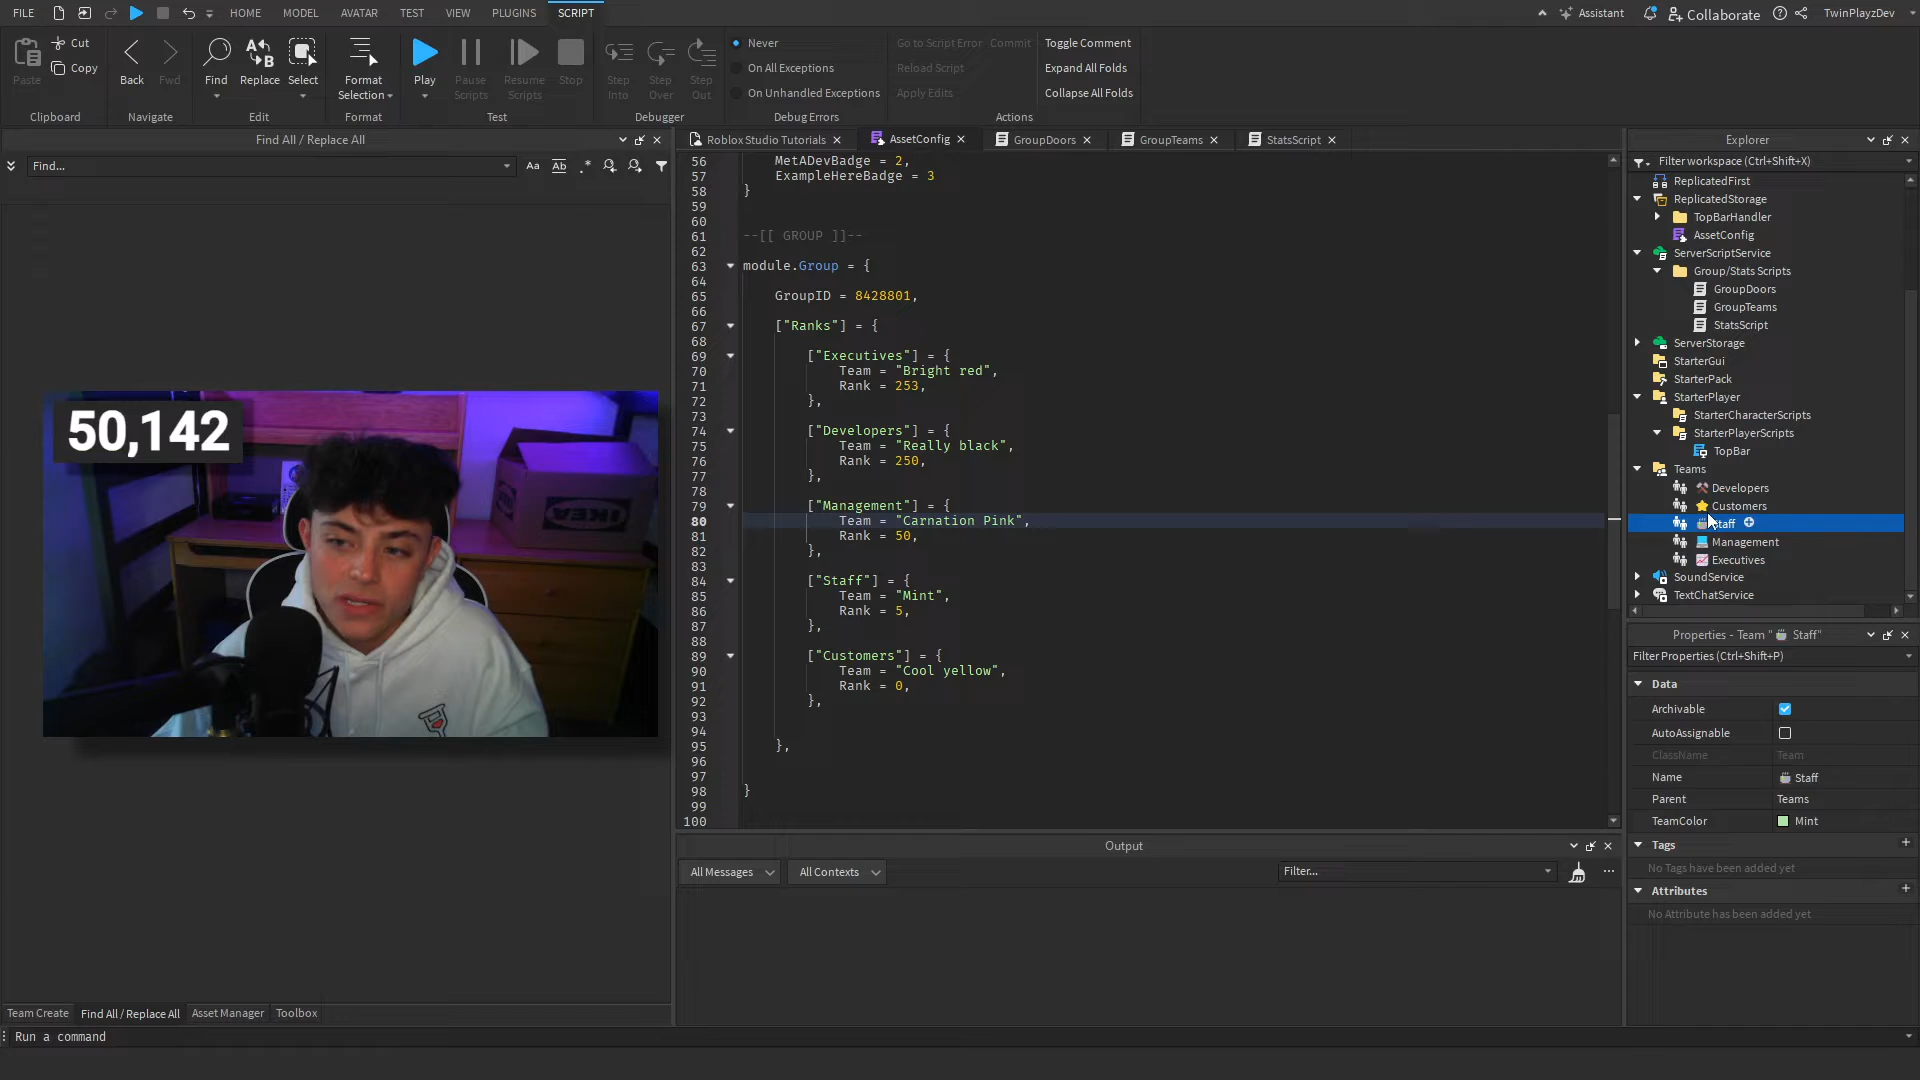 FILE HOME MODEL AVATAR TEST VIEW PLUGINS SCRIPT Assistant Collaborate TwinPlayzDev
Paste Cut Copy Back Fwd Find Replace Select Format Selection Play Pause Scripts Resume Scripts Stop Step Into Step Over Step Out
Never
On All Exceptions
On Unhandled Exceptions
Go to Script Error Commit
Reload Script
Apply Edits
Toggle Comment
Expand All Folds
Collapse All Folds
Clipboard Navigate Edit Format Test Debugger Debug Errors Actions
Find All / Replace All
Find... Aa Ab .*
50,142
IKEA
Roblox Studio Tutorials AssetConfig GroupDoors GroupTeams StatsScript
56 MetADevBadge = 2,
57 ExampleHereBadge = 3
58 }
59
60
61 --[[ GROUP ]]--
62
63 module.Group = {
64
65 GroupID = 8428801,
66
67 ["Ranks"] = {
68
69 ["Executives"] = {
70 Team = "Bright red",
71 Rank = 253,
72 },
73
74 ["Developers"] = {
75 Team = "Really black",
76 Rank = 250,
77 },
78
79 ["Management"] = {
80 Team = "Carnation Pink",
81 Rank = 50,
82 },
83
84 ["Staff"] = {
85 Team = "Mint",
86 Rank = 5,
87 },
88
89 ["Customers"] = {
90 Team = "Cool yellow",
91 Rank = 0,
92 },
93
94
95 },
96
97
98 }
99
100
Output
All Messages All Contexts Filter...
Explorer
Filter workspace (Ctrl+Shift+X)
ReplicatedFirst
ReplicatedStorage
TopBarHandler
AssetConfig
ServerScriptService
Group/Stats Scripts
GroupDoors
GroupTeams
StatsScript
ServerStorage
StarterGui
StarterPack
StarterPlayer
StarterCharacterScripts
StarterPlayerScripts
TopBar
Teams
Developers
Customers
Staff
Management
Executives
SoundService
TextChatService
Properties - Team " Staff"
Filter Properties (Ctrl+Shift+P)
Data
Archivable
AutoAssignable
ClassName Team
Name Staff
Parent Teams
TeamColor Mint
Tags
No Tags have been added yet
Attributes
No Attribute has been added yet
Team Create Find All / Replace All Asset Manager Toolbox
Run a command